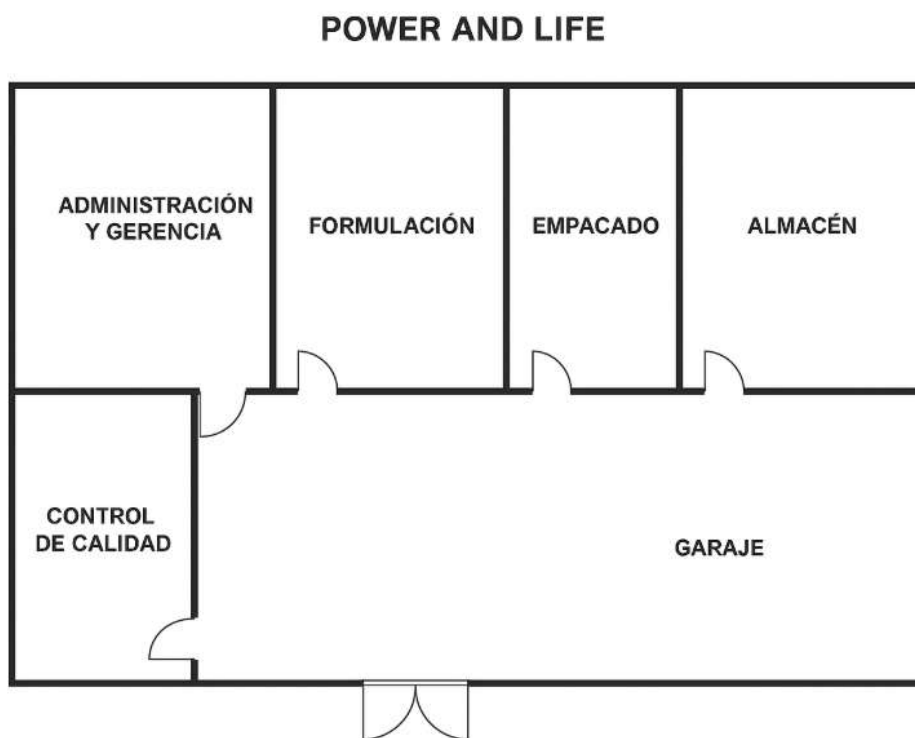 POWER AND LIFE
ADMINISTRACIÓN
Y GERENCIA
FORMULACIÓN
EMPACADO
ALMACÉN
CONTROL
DE CALIDAD
GARAJE